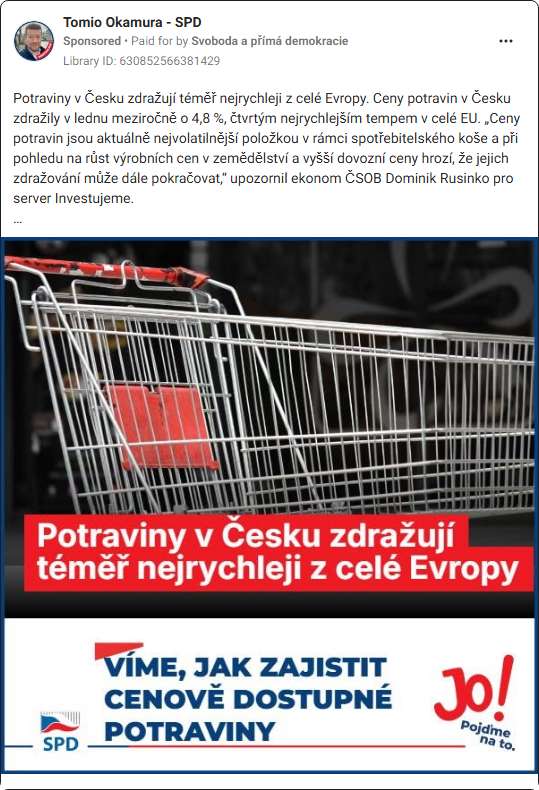 Tomio Okamura - SPD
Sponsored • Paid for by Svoboda a přímá demokracie
Library ID: 630852566381429
Potraviny v Česku zdražují téměř nejrychleji z celé Evropy. Ceny potravin v Česku
zdražily v lednu meziročně o 4,8 %, čtvrtým nejrychlejším tempem v celé EU. „Ceny
potravin jsou aktuálně nejvolatilnější položkou v rámci spotřebitelského koše a při
pohledu na růst výrobních cen v zemědělství a vyšší dovozní ceny hrozí, že jejich
zdražování může dále pokračovat,“ upozornil ekonom ČSOB Dominik Rusinko pro
server Investujeme.
...
Potraviny v Česku zdražují
téměř nejrychleji z celé Evropy
VÍME, JAK ZAJISTIT
CENOVĚ DOSTUPNÉ
POTRAVINY
SPD
Jo!
Pojďme
na to.